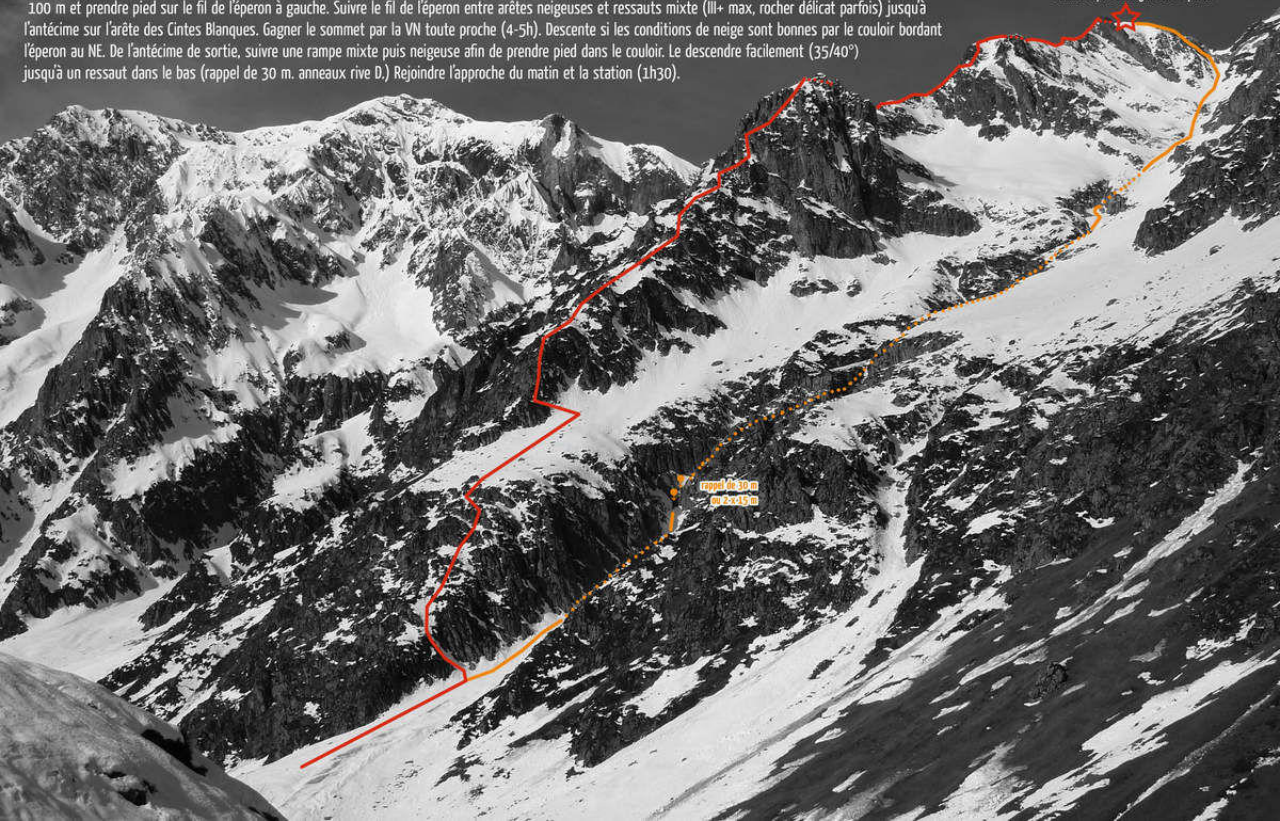 100 m et prendre pied sur le fil de l'éperon à gauche. Suivre le fil de l'éperon entre arêtes neigeuses et ressauts mixte (III+ max, rocher délicat parfois) jusqu'à
l'antécime sur l'arête des Cintes Blanques. Gagner le sommet par la VN toute proche (4-5h). Descente si les conditions de neige sont bonnes par le couloir bordant
l'éperon au NE. De l'antécime de sortie, suivre une rampe mixte puis neigeuse afin de prendre pied dans le couloir. Le descendre facilement (35/40°)
jusqu'à un ressaut dans le bas (rappel de 30 m. anneaux rive D.) Rejoindre l'approche du matin et la station (1h30).
rappel de 30 m
ou 2 x 15 m